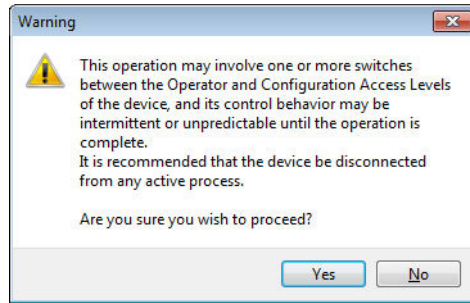 Warning
This operation may involve one or more switches
between the Operator and Configuration Access Levels
of the device, and its control behavior may be
intermittent or unpredictable until the operation is
complete.
It is recommended that the device be disconnected
from any active process.
Are you sure you wish to proceed?
Yes No